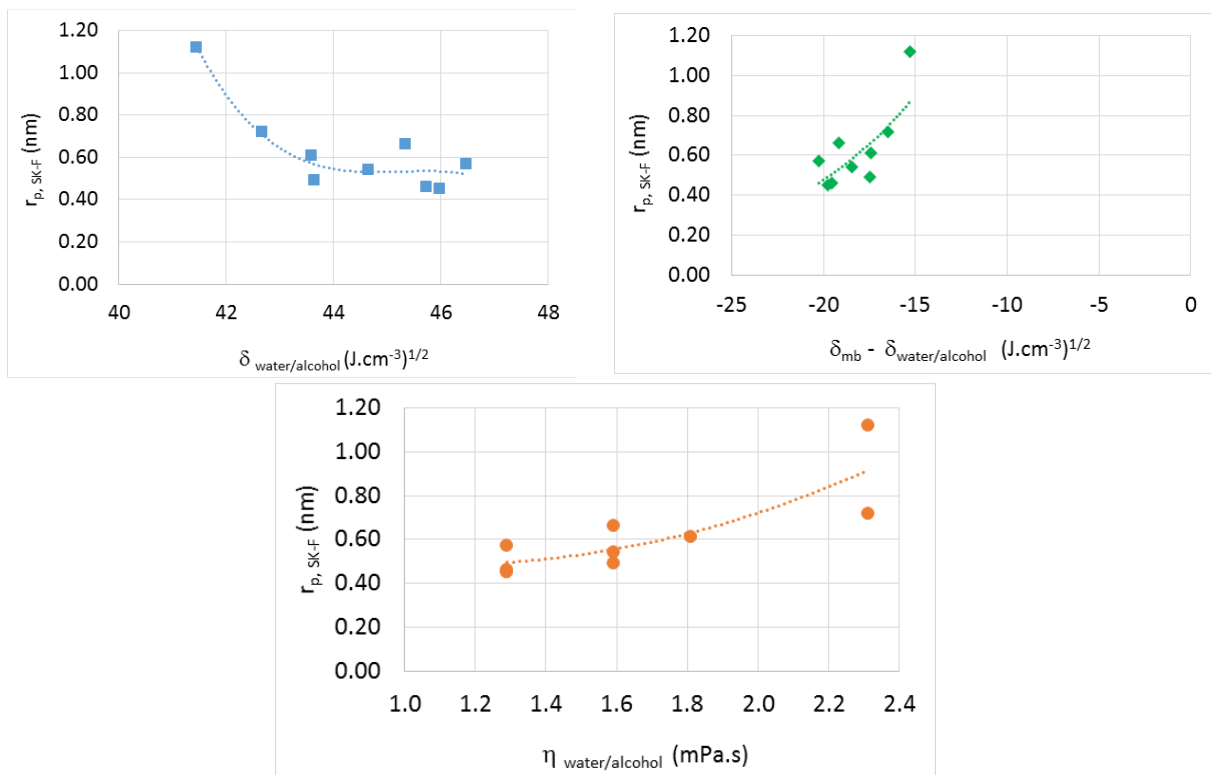 1.20
1.00
0.80
0.60
0.40
0.20
0.00
r p, SK-F (nm)
40 42 44 46 48
δ water/alcohol (J.cm-3)1/2
1.20
1.00
0.80
0.60
0.40
0.20
0.00
r p, SK-F (nm)
-25 -20 -15 -10 -5 0
δ mb - δ water/alcohol (J.cm-3)1/2
1.20
1.00
0.80
0.60
0.40
0.20
0.00
r p, SK-F (nm)
1.0 1.2 1.4 1.6 1.8 2.0 2.2 2.4
η water/alcohol (mPa.s)